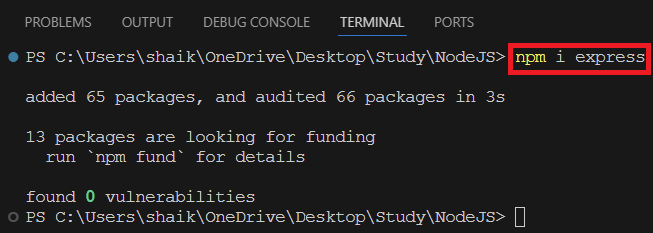 PROBLEMS OUTPUT DEBUG CONSOLE TERMINAL PORTS
PS C:\Users\shaik\OneDrive\Desktop\Study\NodeJS> npm i express
added 65 packages, and audited 66 packages in 3s
13 packages are looking for funding
run `npm fund` for details
found 0 vulnerabilities
PS C:\Users\shaik\OneDrive\Desktop\Study\NodeJS>